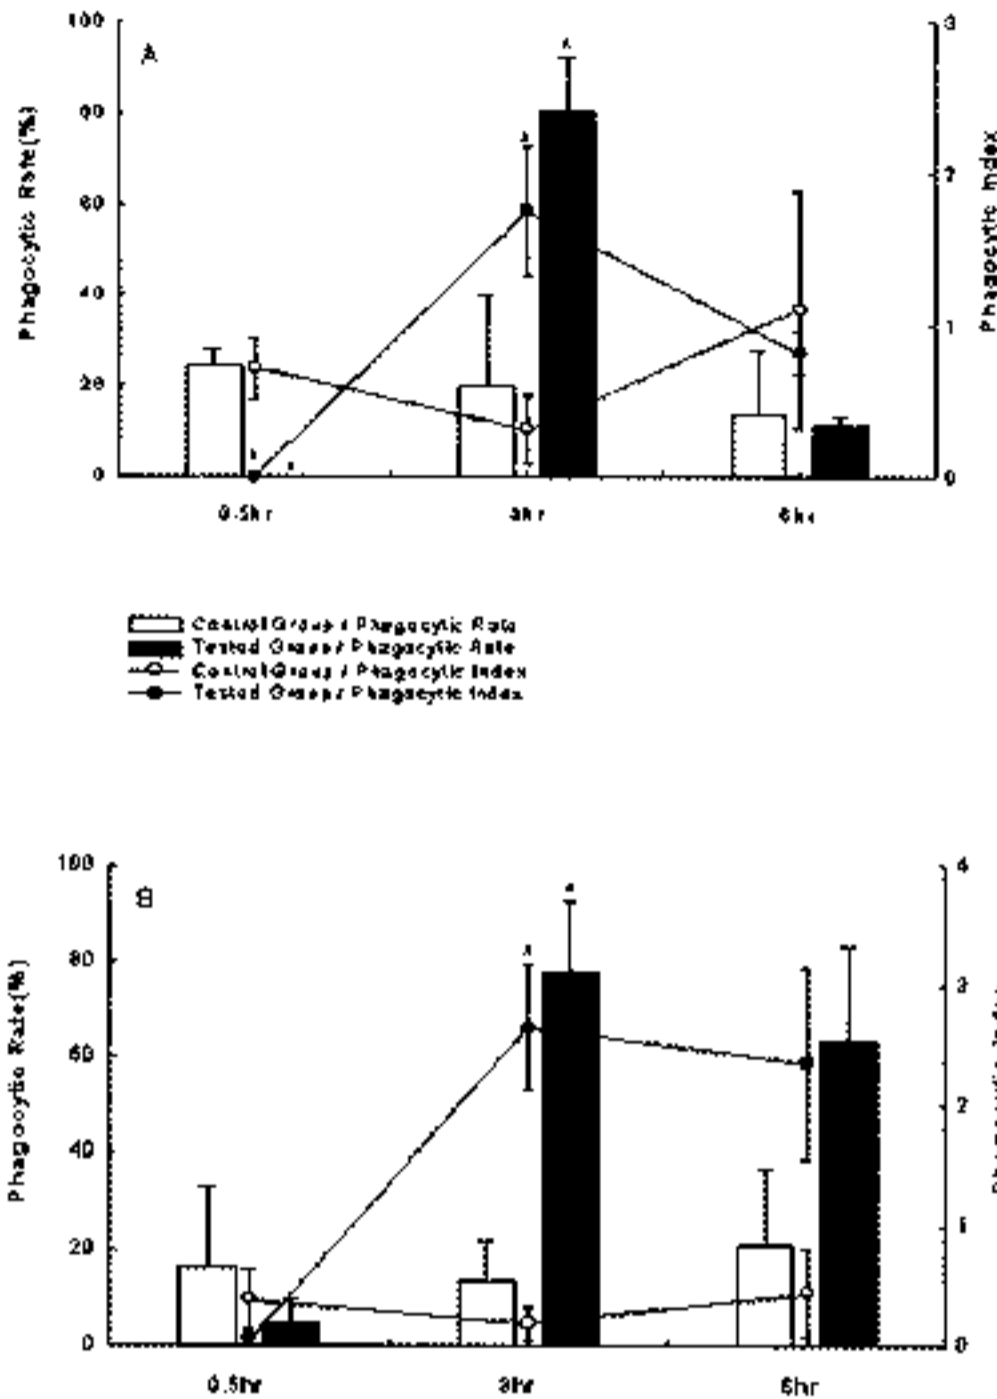 100
80
60
40
20
0
Phagocytic Rate(%)
A
3
2
1
0
Phagocytic Index
0.5hr
3hr
6hr
Control Group / Phagocytic Rate
Tested Group / Phagocytic Rate
Control Group / Phagocytic Index
Tested Group / Phagocytic Index
100
80
60
40
20
0
Phagocytic Rate(%)
B
4
3
2
1
0
0.5hr
3hr
6hr